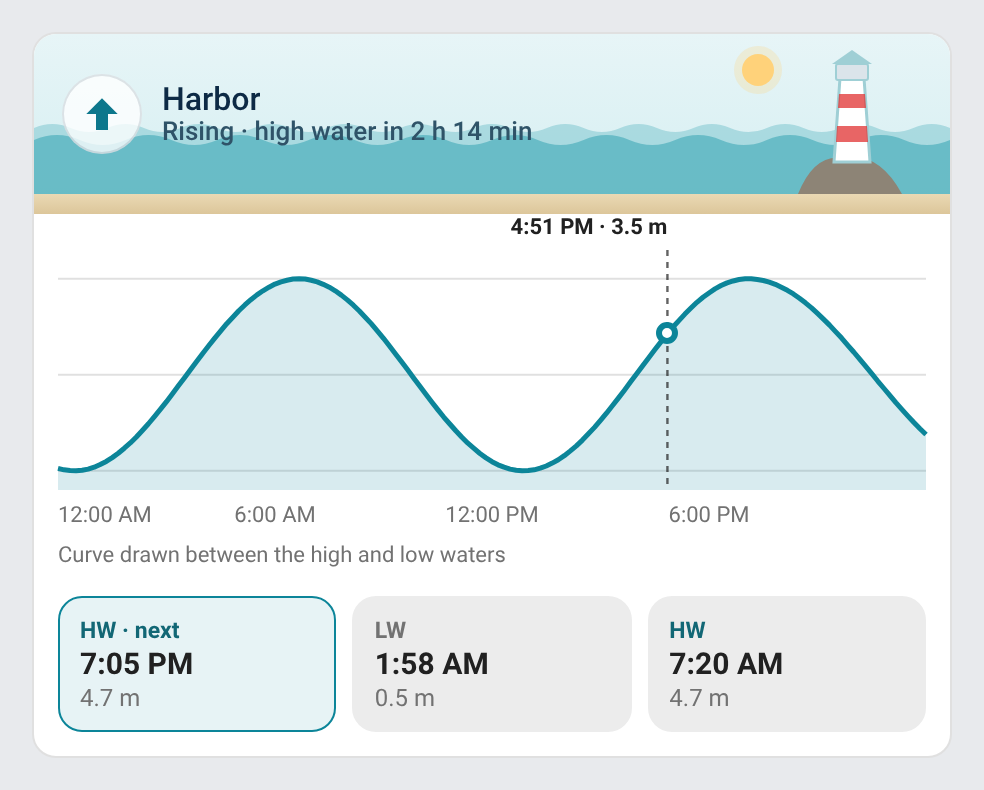 Harbor
Rising · high water in 2 h 14 min
4:51 PM · 3.5 m
12:00 AM 6:00 AM 12:00 PM 6:00 PM
Curve drawn between the high and low waters
HW · next
7:05 PM
4.7 m
LW
1:58 AM
0.5 m
HW
7:20 AM
4.7 m